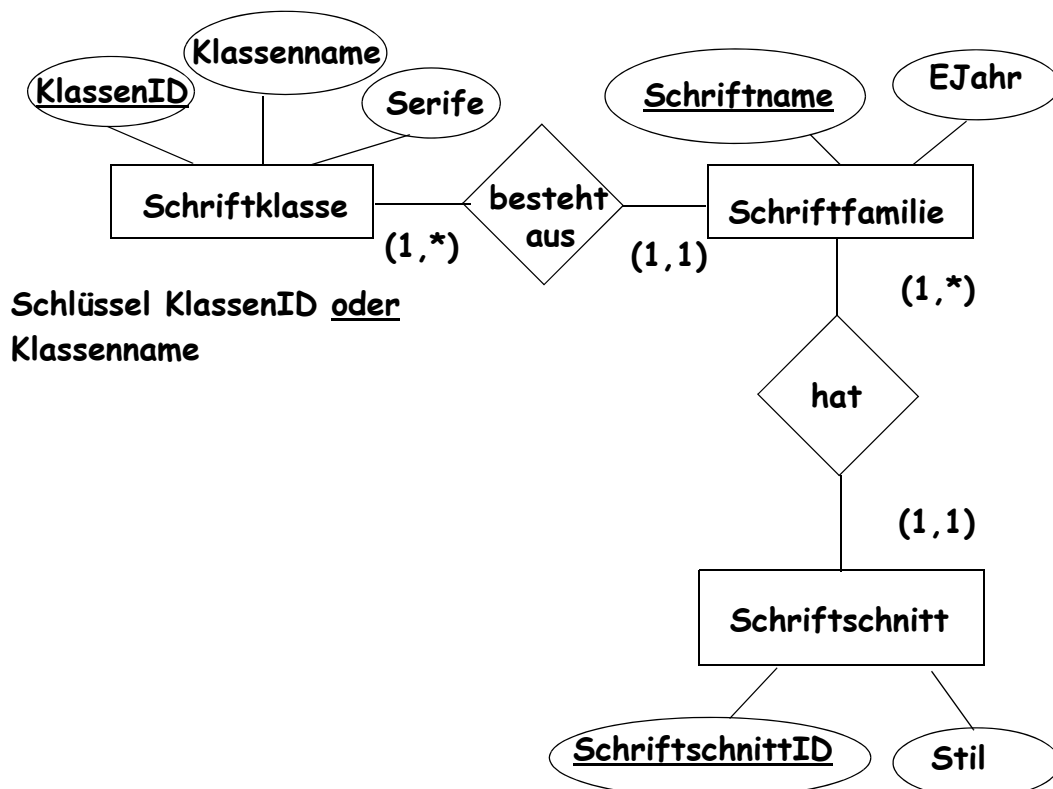 Klassenname
KlassenID
Serife
Schriftname
EJahr
Schriftklasse
besteht
aus
Schriftfamilie
(1,*)
(1,1)
(1,*)
Schlüssel KlassenID oder
Klassenname
hat
(1,1)
Schriftschnitt
SchriftschnittID
Stil